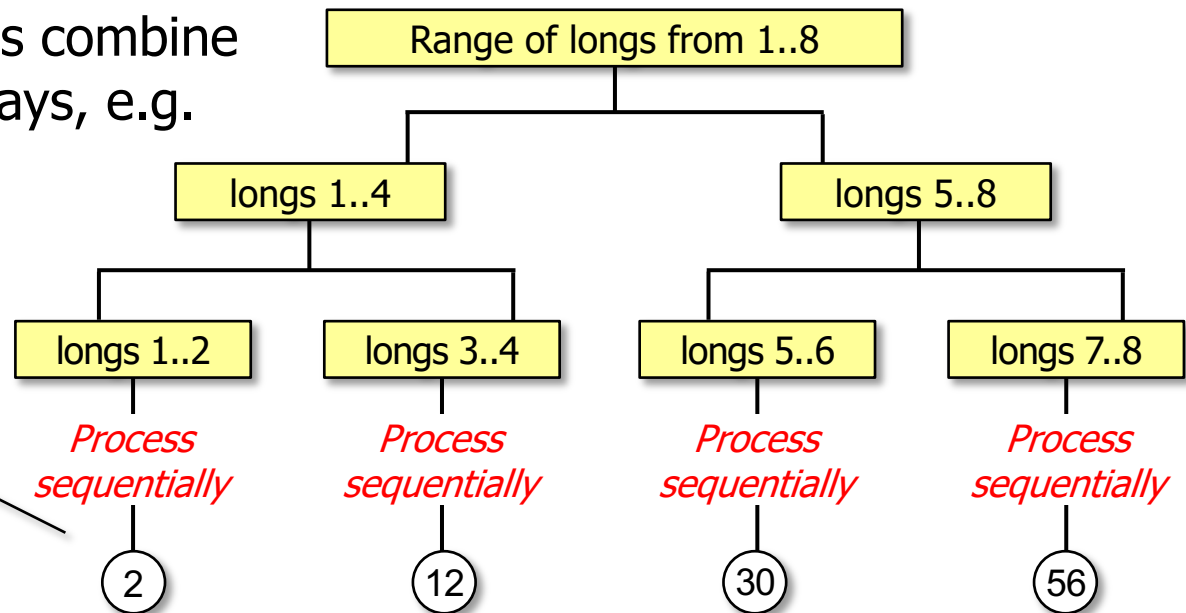 s combine
ays, e.g.
Range of longs from 1..8
longs 1..4
longs 5..8
longs 1..2
longs 3..4
longs 5..6
longs 7..8
Process
sequentially
Process
sequentially
Process
sequentially
Process
sequentially
2
12
30
56